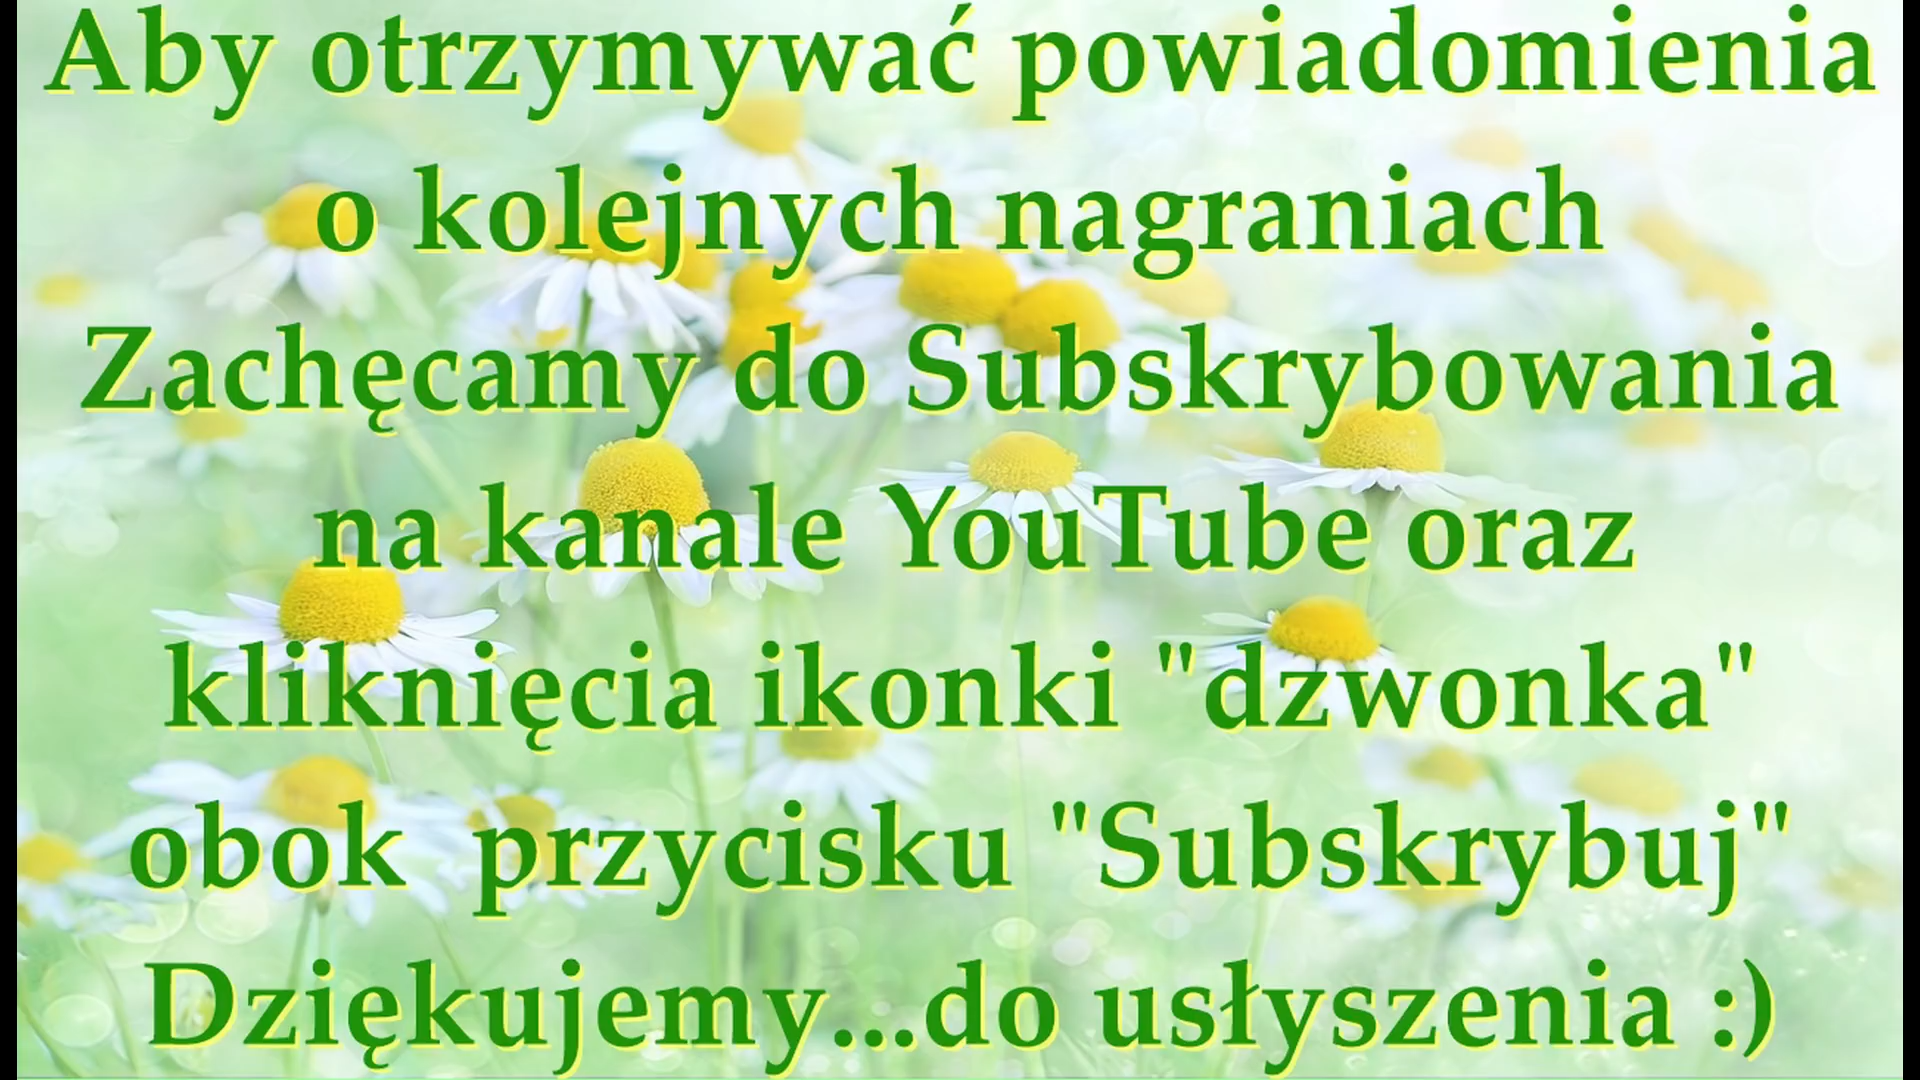 Aby otrzymywać powiadomienia
o kolejnych nagraniach
Zachęcamy do Subskrybowania
na kanale YouTube oraz
kliknięcia ikonki "dzwonka"
obok przycisku "Subskrybuj"
Dziękujemy...do usłyszenia :)